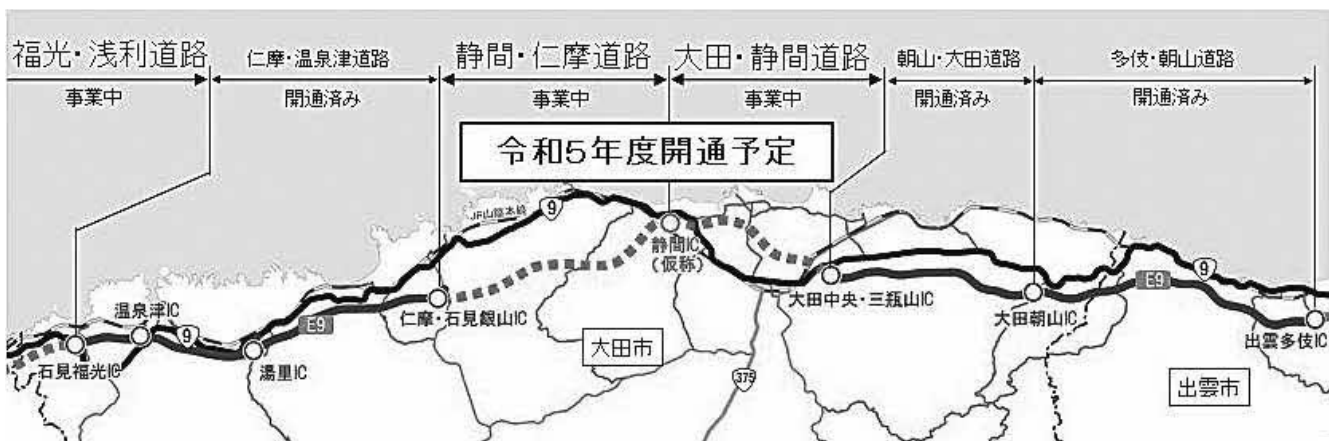 福光・浅利道路
仁摩・温泉津道路
静間・仁摩道路
大田・静間道路
朝山・大田道路
多伎・朝山道路
事業中
開通済み
事業中
事業中
開通済み
開通済み
令和5年度開通予定
JR山陰本線
9
静間IC
(仮称)
9
大田中央・三瓶山IC
E9
温泉津IC
仁摩・石見銀山IC
大田朝山IC
9
E9
大田市
出雲多伎IC
石見福光IC
湯里IC
375
出雲市